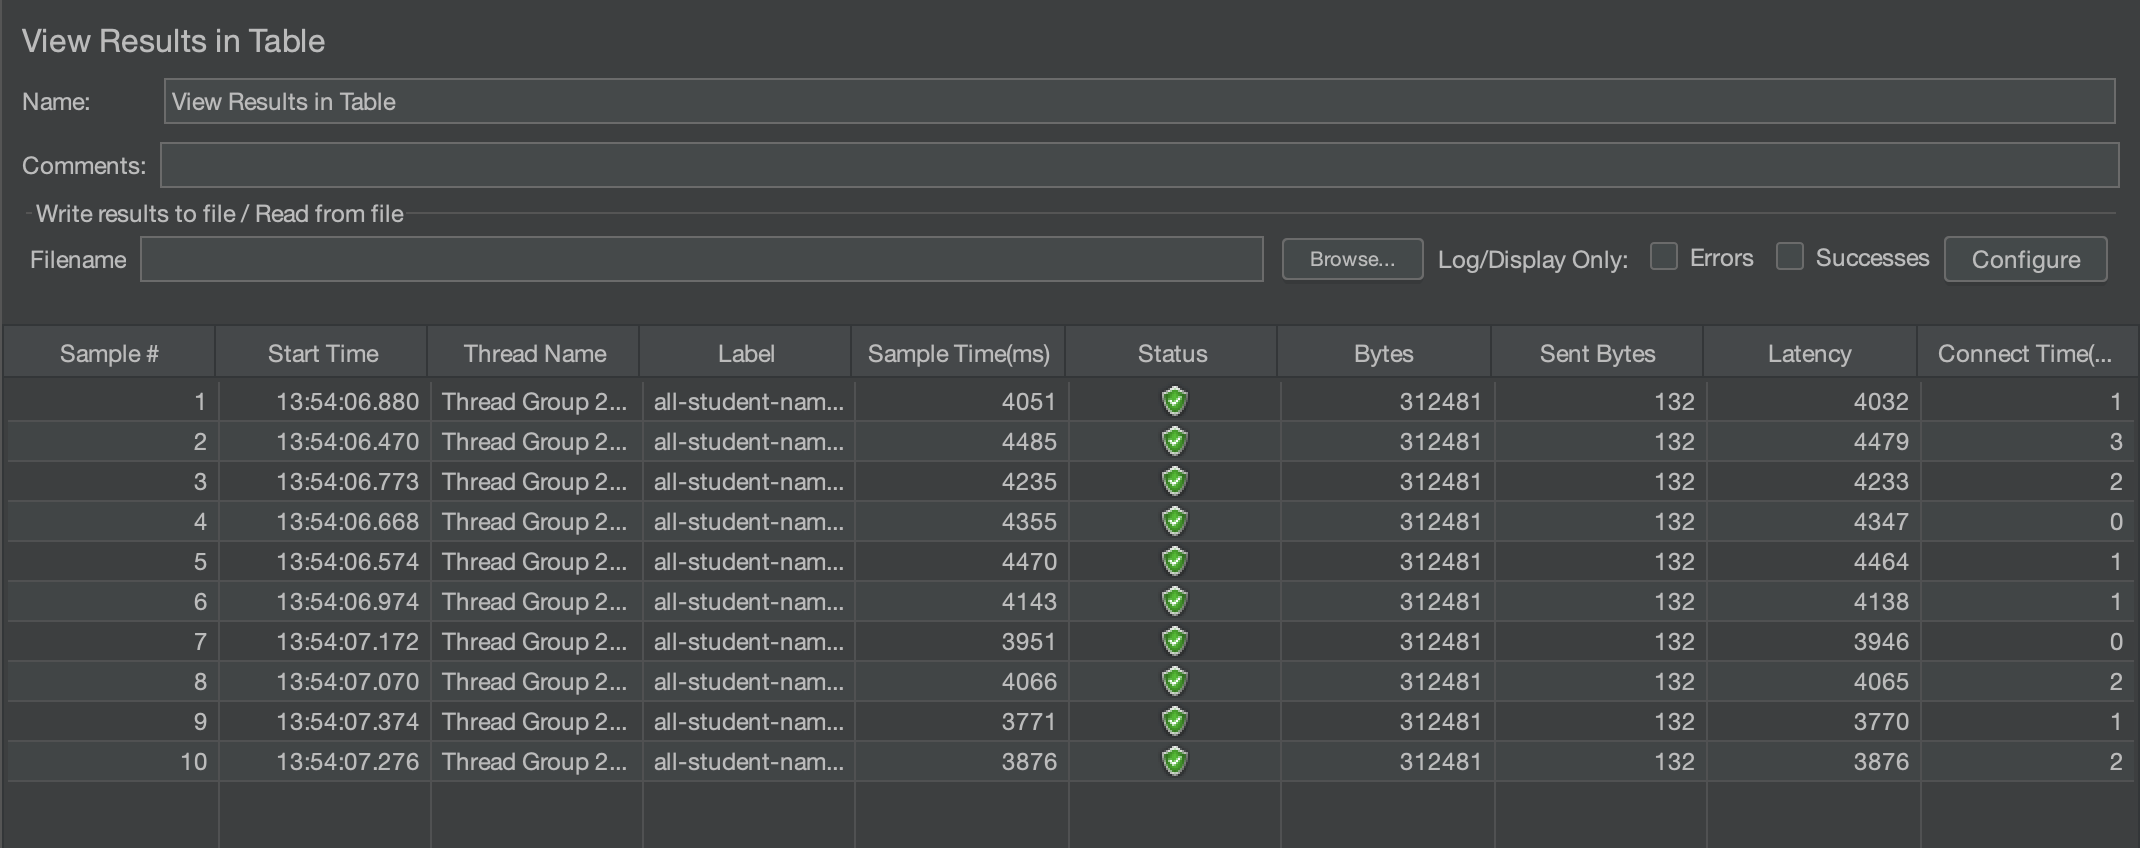 View Results in Table
Name: View Results in Table
Comments:
Write results to file / Read from file
Filename Browse... Log/Display Only: Errors Successes Configure
Sample # Start Time Thread Name Label Sample Time(ms) Status Bytes Sent Bytes Latency Connect Time(...
1 13:54:06.880 Thread Group 2... all-student-nam... 4051 312481 132 4032 1
2 13:54:06.470 Thread Group 2... all-student-nam... 4485 312481 132 4479 3
3 13:54:06.773 Thread Group 2... all-student-nam... 4235 312481 132 4233 2
4 13:54:06.668 Thread Group 2... all-student-nam... 4355 312481 132 4347 0
5 13:54:06.574 Thread Group 2... all-student-nam... 4470 312481 132 4464 1
6 13:54:06.974 Thread Group 2... all-student-nam... 4143 312481 132 4138 1
7 13:54:07.172 Thread Group 2... all-student-nam... 3951 312481 132 3946 0
8 13:54:07.070 Thread Group 2... all-student-nam... 4066 312481 132 4065 2
9 13:54:07.374 Thread Group 2... all-student-nam... 3771 312481 132 3770 1
10 13:54:07.276 Thread Group 2... all-student-nam... 3876 312481 132 3876 2